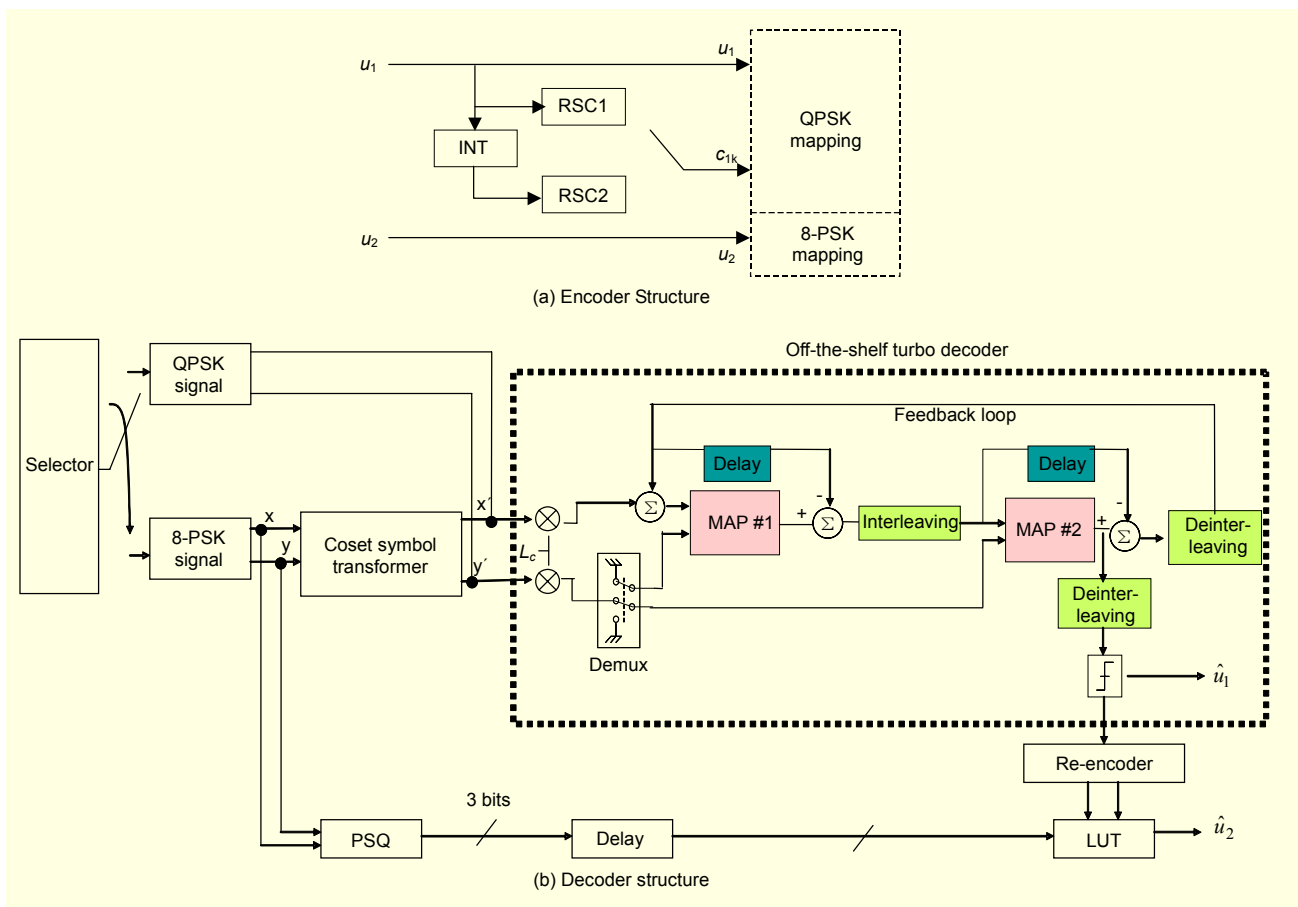 u1
u1
RSC1
INT
RSC2
c1k
QPSK
mapping
u2
u2
8-PSK
mapping
(a) Encoder Structure
Selector
QPSK
signal
8-PSK
signal
x
y
Coset symbol
transformer
x´
y´
Off-the-shelf turbo decoder
Feedback loop
Lc
Demux
Σ
Delay
MAP #1
+
-
Σ
Interleaving
Delay
MAP #2
+
-
Σ
Deinter-
leaving
Deinter-
leaving
û1
Re-encoder
3 bits
PSQ
Delay
LUT
û2
(b) Decoder structure